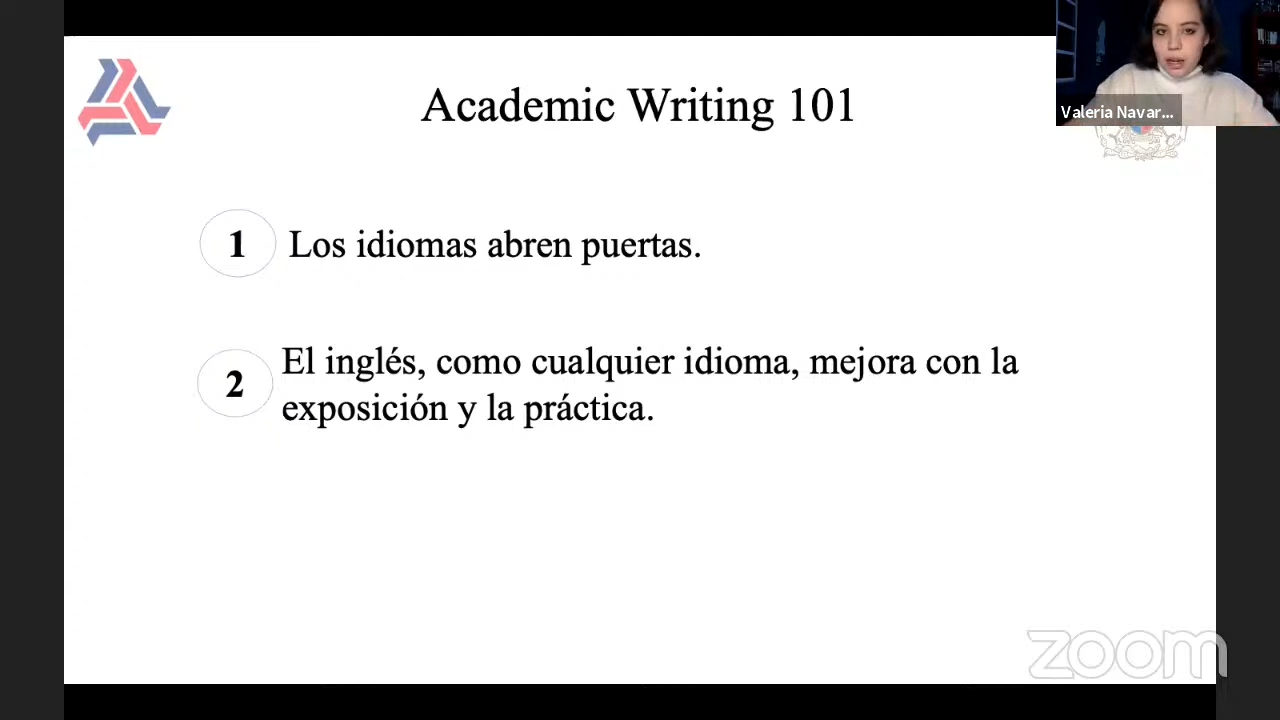 Academic Writing 101
Valeria Navar...
1 Los idiomas abren puertas.
2 El inglés, como cualquier idioma, mejora con la
exposición y la práctica.
zoom